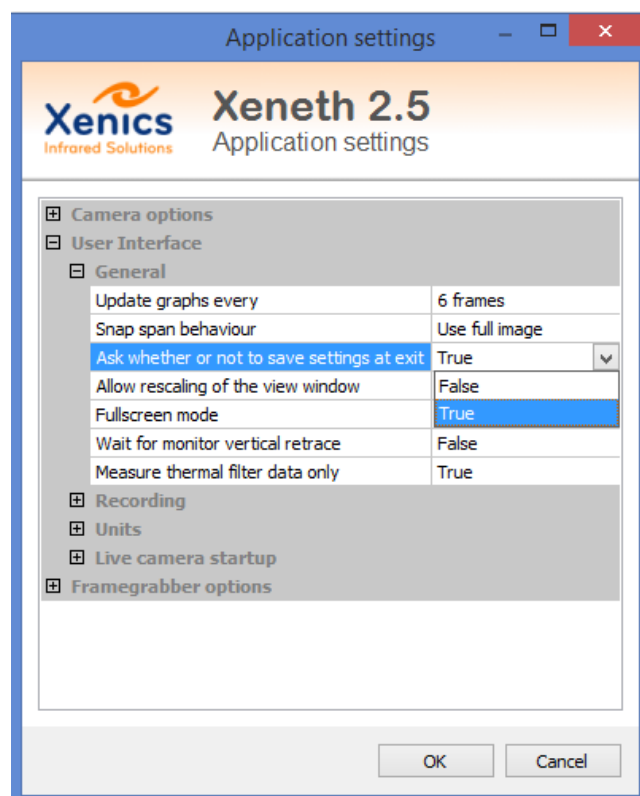 Application settings
Xenics
Infrared Solutions
Xeneth 2.5
Application settings
Camera options
User Interface
General
Update graphs every 6 frames
Snap span behaviour Use full image
Ask whether or not to save settings at exit True
Allow rescaling of the view window False
Fullscreen mode True
Wait for monitor vertical retrace False
Measure thermal filter data only True
Recording
Units
Live camera startup
Framegrabber options
OK Cancel